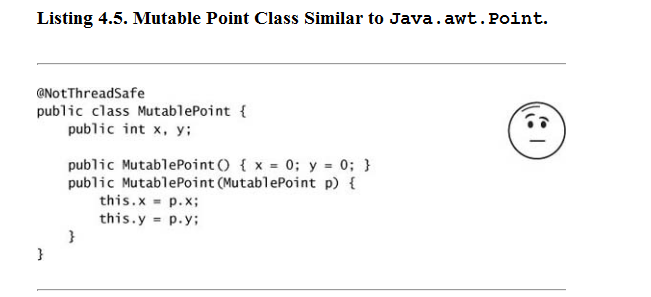 Listing 4.5. Mutable Point Class Similar to Java.awt.Point.
@NotThreadSafe
public class MutablePoint {
public int x, y;
public MutablePoint() { x = 0; y = 0; }
public MutablePoint(MutablePoint p) {
this.x = p.x;
this.y = p.y;
}
}